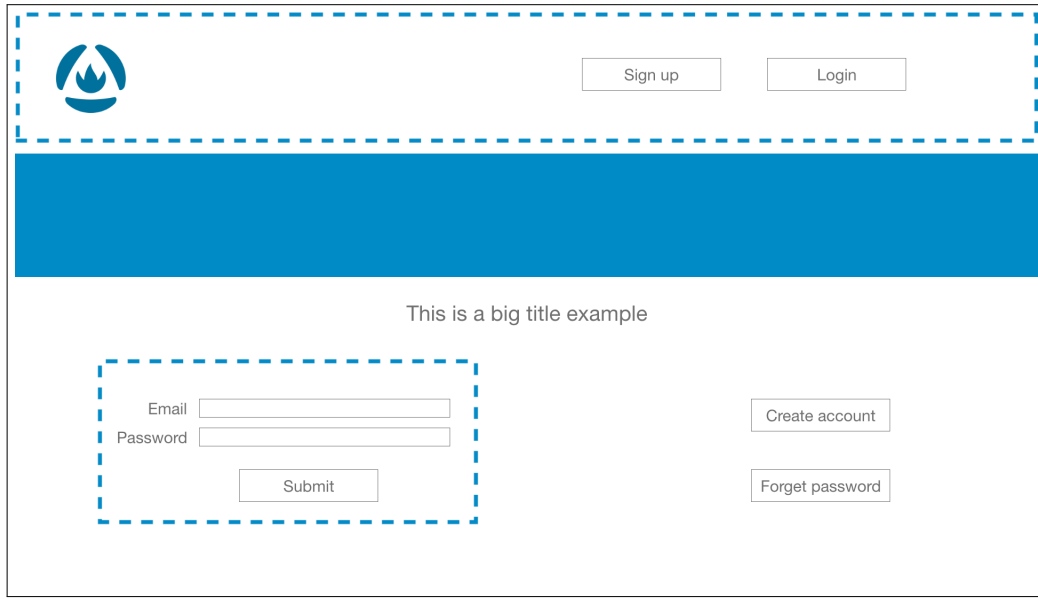 Sign up Login
This is a big title example
Email
Create account
Password
Submit
Forget password